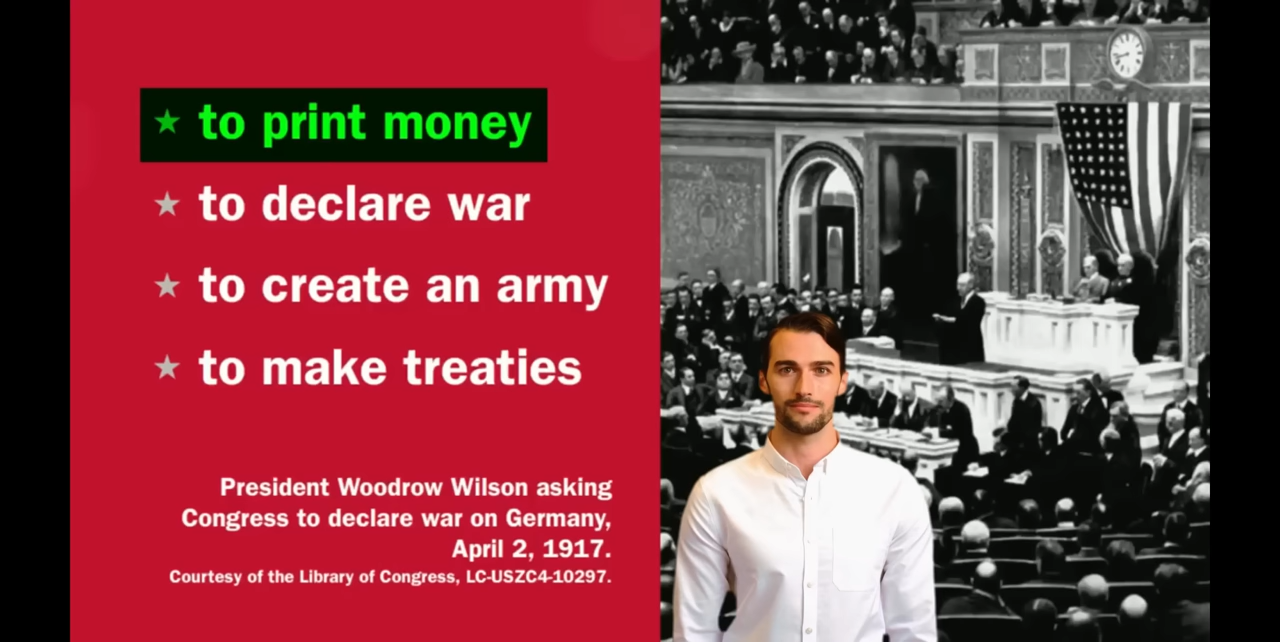 ★ to print money
★ to declare war
★ to create an army
★ to make treaties
President Woodrow Wilson asking
Congress to declare war on Germany,
April 2, 1917.
Courtesy of the Library of Congress, LC-USZC4-10297.